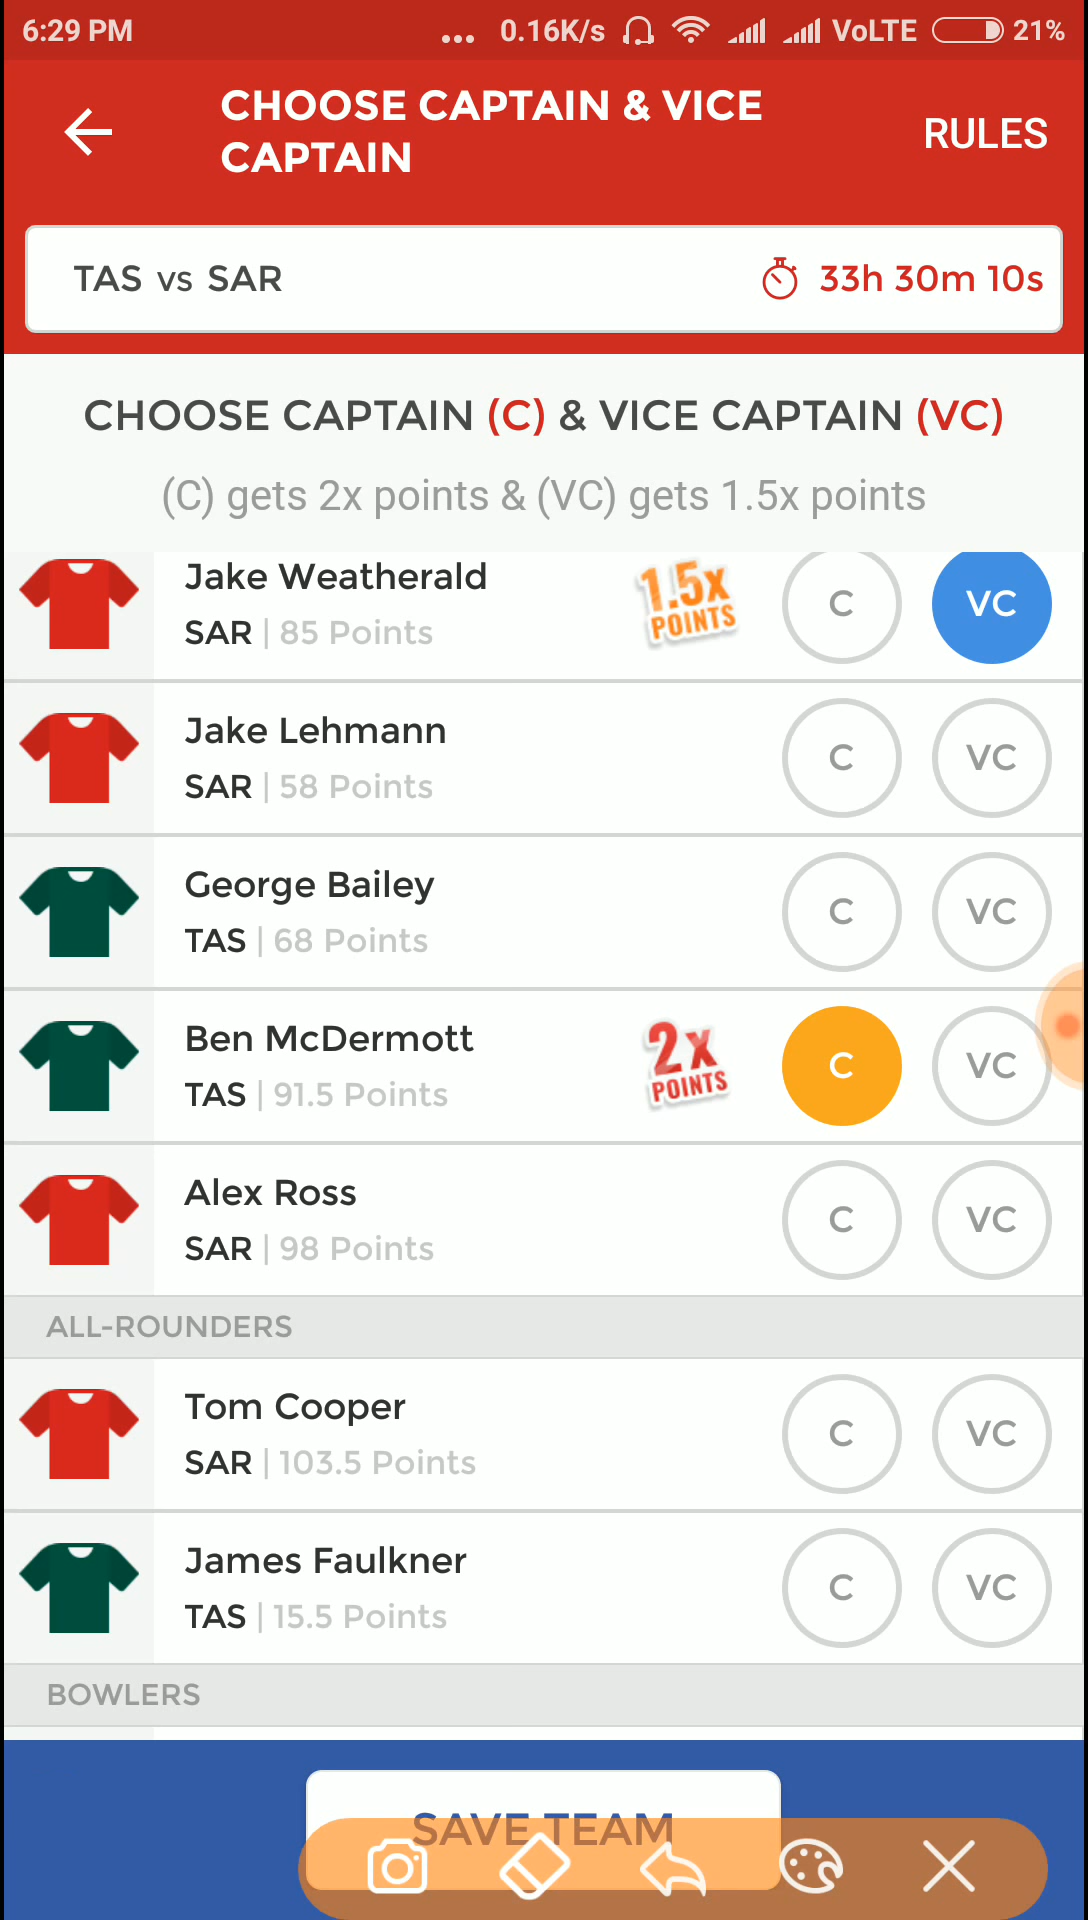 6:29 PM ... 0.16K/s VoLTE 21%
CHOOSE CAPTAIN & VICE
CAPTAIN
RULES
TAS vs SAR 33h 30m 10s
CHOOSE CAPTAIN (C) & VICE CAPTAIN (VC)
(C) gets 2x points & (VC) gets 1.5x points
Jake Weatherald
SAR | 85 Points
1.5x
POINTS
C VC
Jake Lehmann
SAR | 58 Points
C VC
George Bailey
TAS | 68 Points
C VC
Ben McDermott
TAS | 91.5 Points
2x
POINTS
C VC
Alex Ross
SAR | 98 Points
C VC
ALL-ROUNDERS
Tom Cooper
SAR | 103.5 Points
C VC
James Faulkner
TAS | 15.5 Points
C VC
BOWLERS
SAVE TEAM